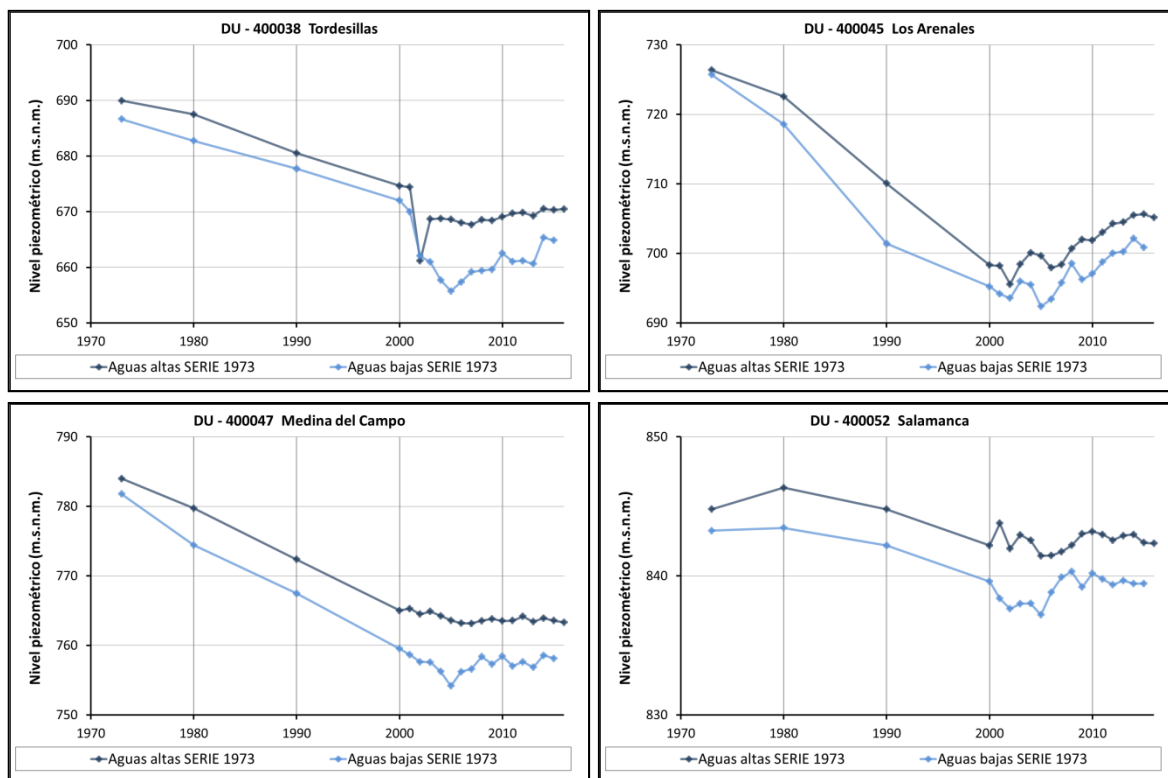 DU - 400038 Tordesillas
Nivel piezométrico (m.s.n.m.)
700
690
680
670
660
650
1970
1980
1990
2000
2010
Aguas altas SERIE 1973
Aguas bajas SERIE 1973
DU - 400045 Los Arenales
Nivel piezométrico (m.s.n.m.)
730
720
710
700
690
1970
1980
1990
2000
2010
Aguas altas SERIE 1973
Aguas bajas SERIE 1973
DU - 400047 Medina del Campo
Nivel piezométrico (m.s.n.m.)
790
780
770
760
750
1970
1980
1990
2000
2010
Aguas altas SERIE 1973
Aguas bajas SERIE 1973
DU - 400052 Salamanca
Nivel piezométrico (m.s.n.m.)
850
840
830
1970
1980
1990
2000
2010
Aguas altas SERIE 1973
Aguas bajas SERIE 1973